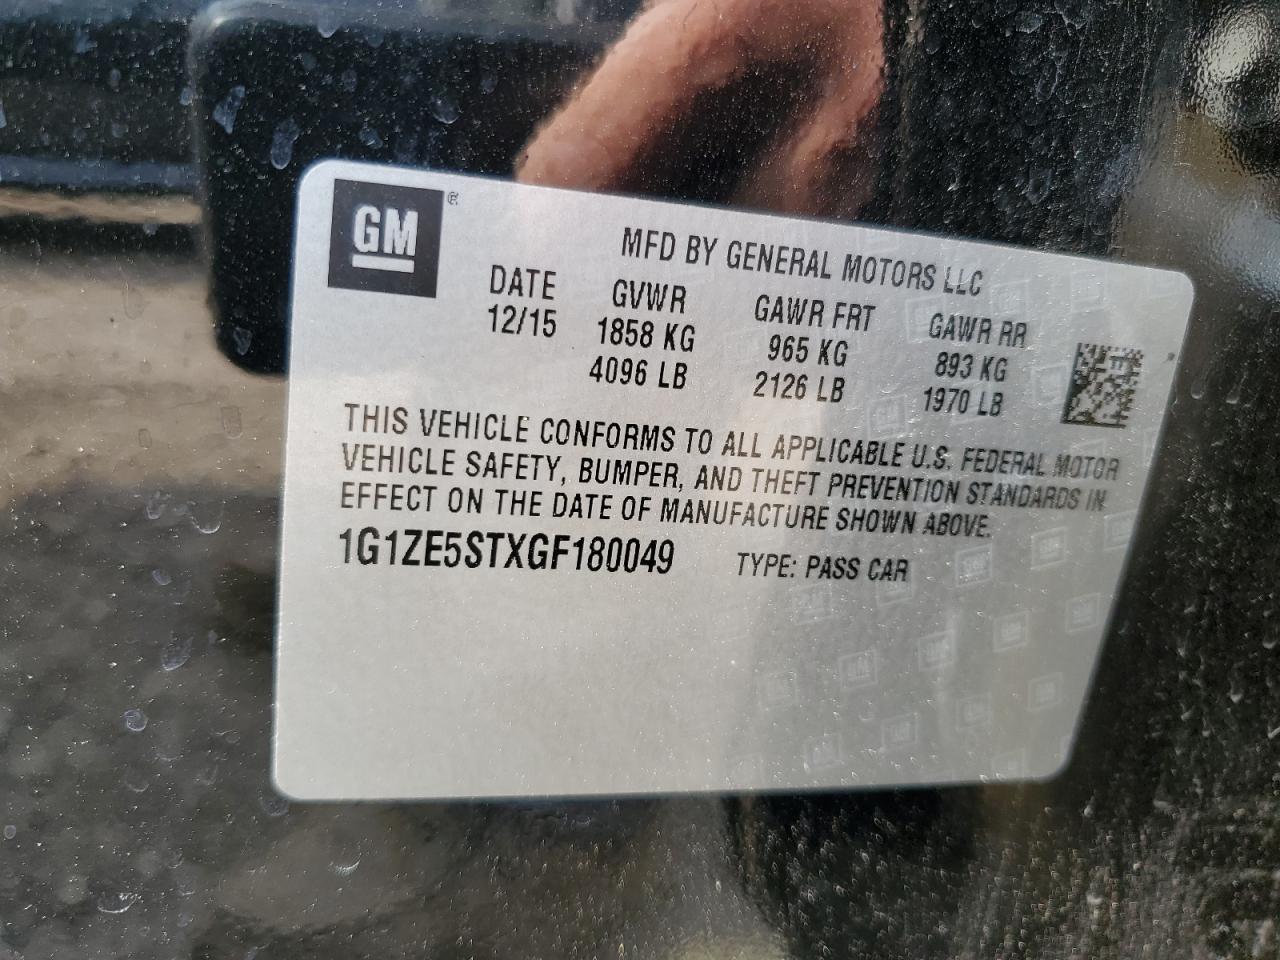 GM ®
MFD BY GENERAL MOTORS LLC
DATE GVWR GAWR FRT GAWR RR
12/15 1858 KG 965 KG 893 KG
4096 LB 2126 LB 1970 LB
THIS VEHICLE CONFORMS TO ALL APPLICABLE U.S. FEDERAL MOTOR
VEHICLE SAFETY, BUMPER, AND THEFT PREVENTION STANDARDS IN
EFFECT ON THE DATE OF MANUFACTURE SHOWN ABOVE.
1G1ZE5STXGF180049 TYPE: PASS CAR